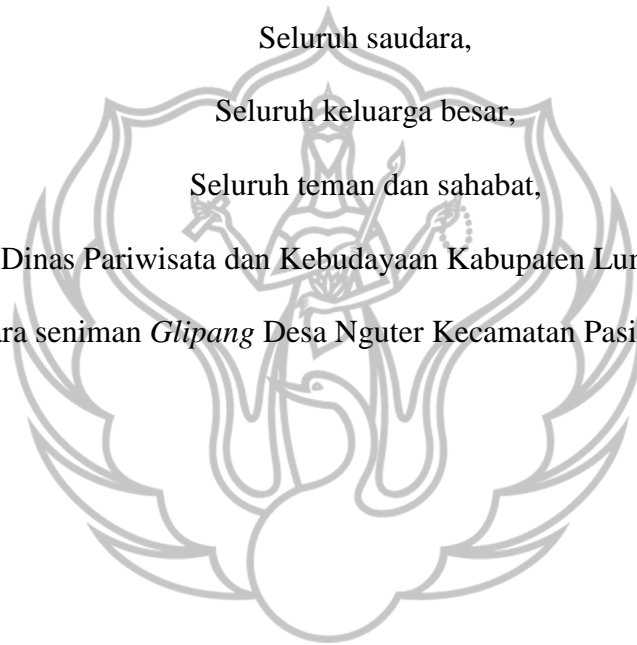 Seluruh saudara,
Seluruh keluarga besar,
Seluruh teman dan sahabat,
Dinas Pariwisata dan Kebudayaan Kabupaten
seniman Glipang Desa Nguter Kecamatan